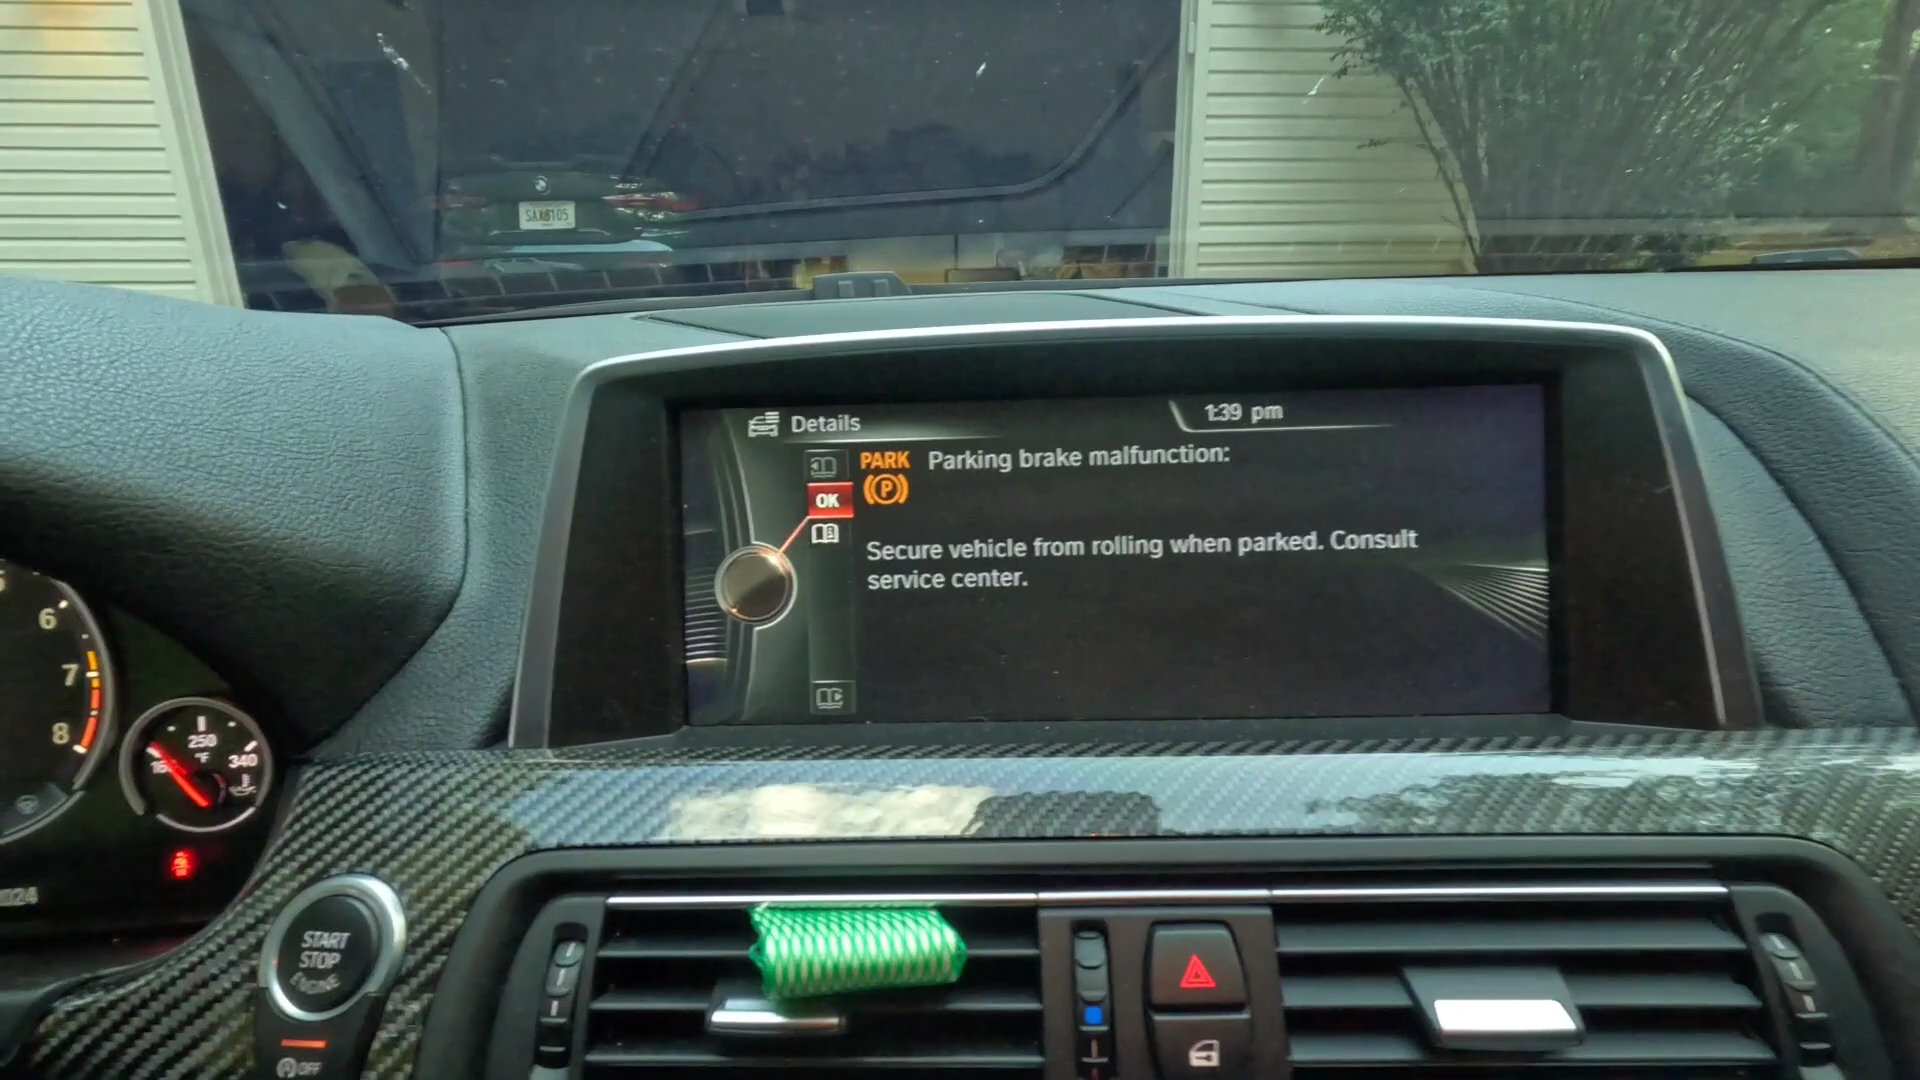 SAX6105
Details
1:39 pm
PARK
Parking brake malfunction:
P
OK
Secure vehicle from rolling when parked. Consult
service center.
6
7
8
250
°F
340
START
STOP
ENGINE
OFF